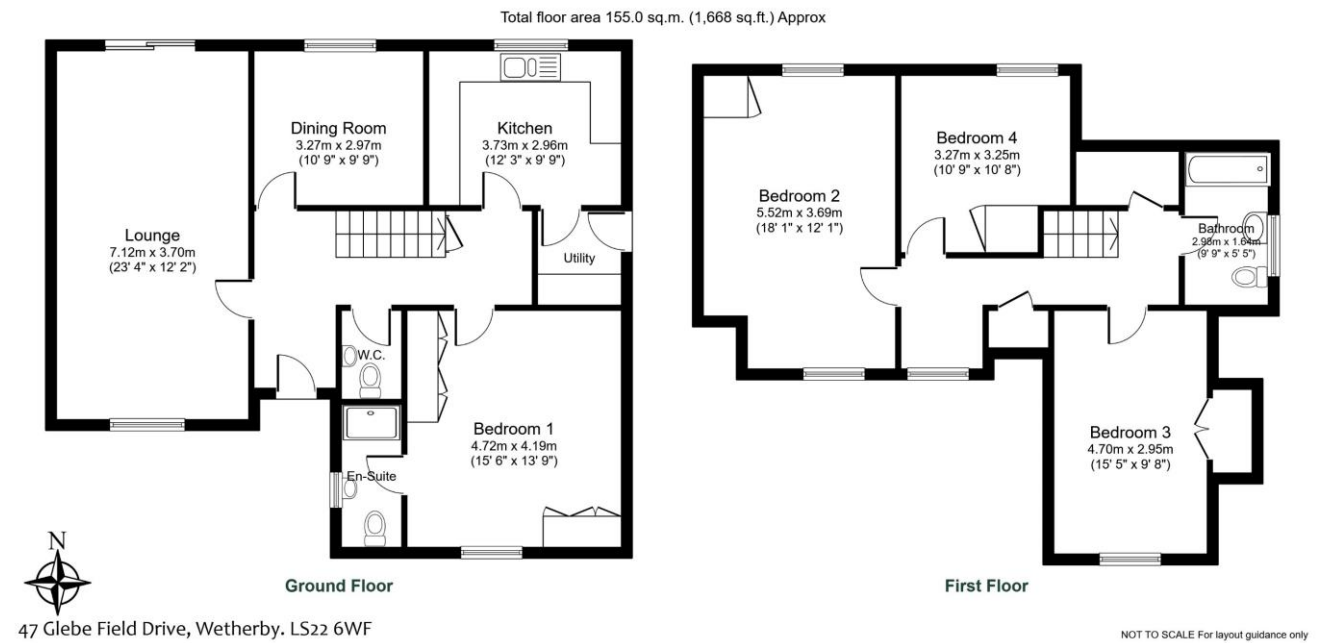 Total floor area 155.0 sq.m. (1,668 sq.ft.) Approx
Lounge
7.12m x 3.70m
(23' 4" x 12' 2")
Dining Room
3.27m x 2.97m
(10' 9" x 9' 9")
Kitchen
3.73m x 2.96m
(12' 3" x 9' 9")
Utility
W.C.
Bedroom 1
4.72m x 4.19m
(15' 6" x 13' 9")
En-Suite
Ground Floor
Bedroom 2
5.52m x 3.69m
(18' 1" x 12' 1")
Bedroom 4
3.27m x 3.25m
(10' 9" x 10' 8")
Bathroom
2.98m x 1.64m
(9' 9" x 5' 5")
Bedroom 3
4.70m x 2.95m
(15' 5" x 9' 8")
First Floor
N
47 Glebe Field Drive, Wetherby. LS22 6WF
NOT TO SCALE For layout guidance only